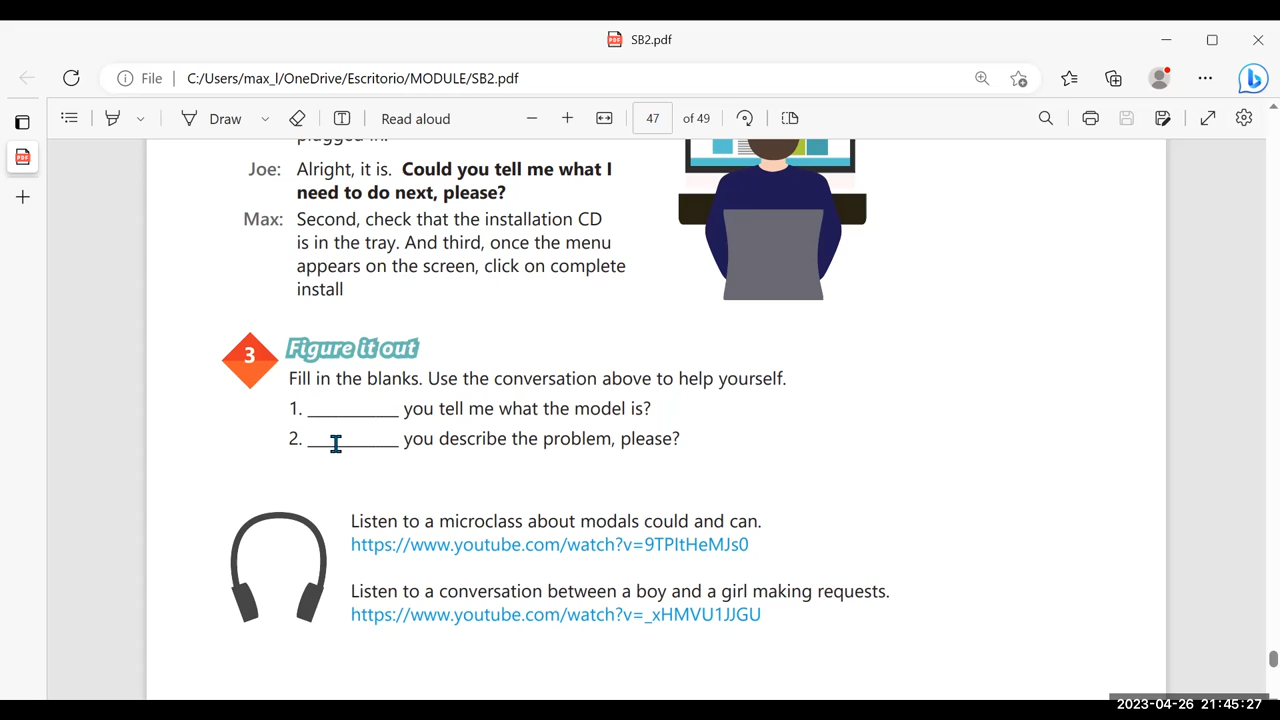 SB2.pdf
File | C:/Users/max_l/OneDrive/Escritorio/MODULE/SB2.pdf
Draw
Read aloud
47 of 49
plugged in.
Joe: Alright, it is. Could you tell me what I
need to do next, please?
Max: Second, check that the installation CD
is in the tray. And third, once the menu
appears on the screen, click on complete
install
3 Figure it out
Fill in the blanks. Use the conversation above to help yourself.
1. __________ you tell me what the model is?
2. __________ you describe the problem, please?
Listen to a microclass about modals could and can.
https://www.youtube.com/watch?v=9TPItHeMJs0
Listen to a conversation between a boy and a girl making requests.
https://www.youtube.com/watch?v=_xHMVU1JJGU
2023-04-26 21:45:27